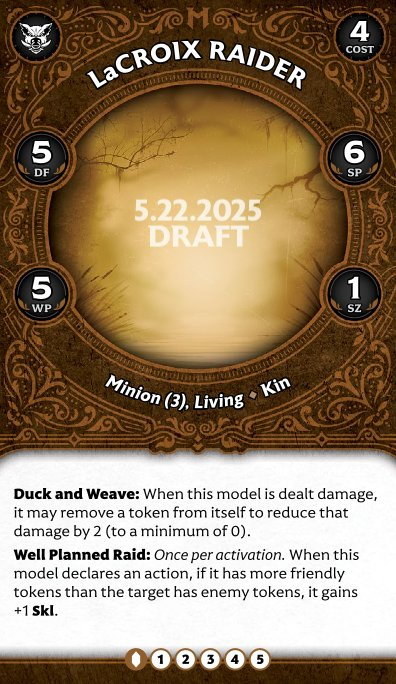 4
COST
LaCROIX RAIDER
5
DF
6
SP
5.22.2025
DRAFT
5
WP
1
SZ
Minion (3), Living ♦ Kin
Duck and Weave: When this model is dealt damage,
it may remove a token from itself to reduce that
damage by 2 (to a minimum of 0).
Well Planned Raid: Once per activation. When this
model declares an action, if it has more friendly
tokens than the target has enemy tokens, it gains
+1 Skl.
1 2 3 4 5